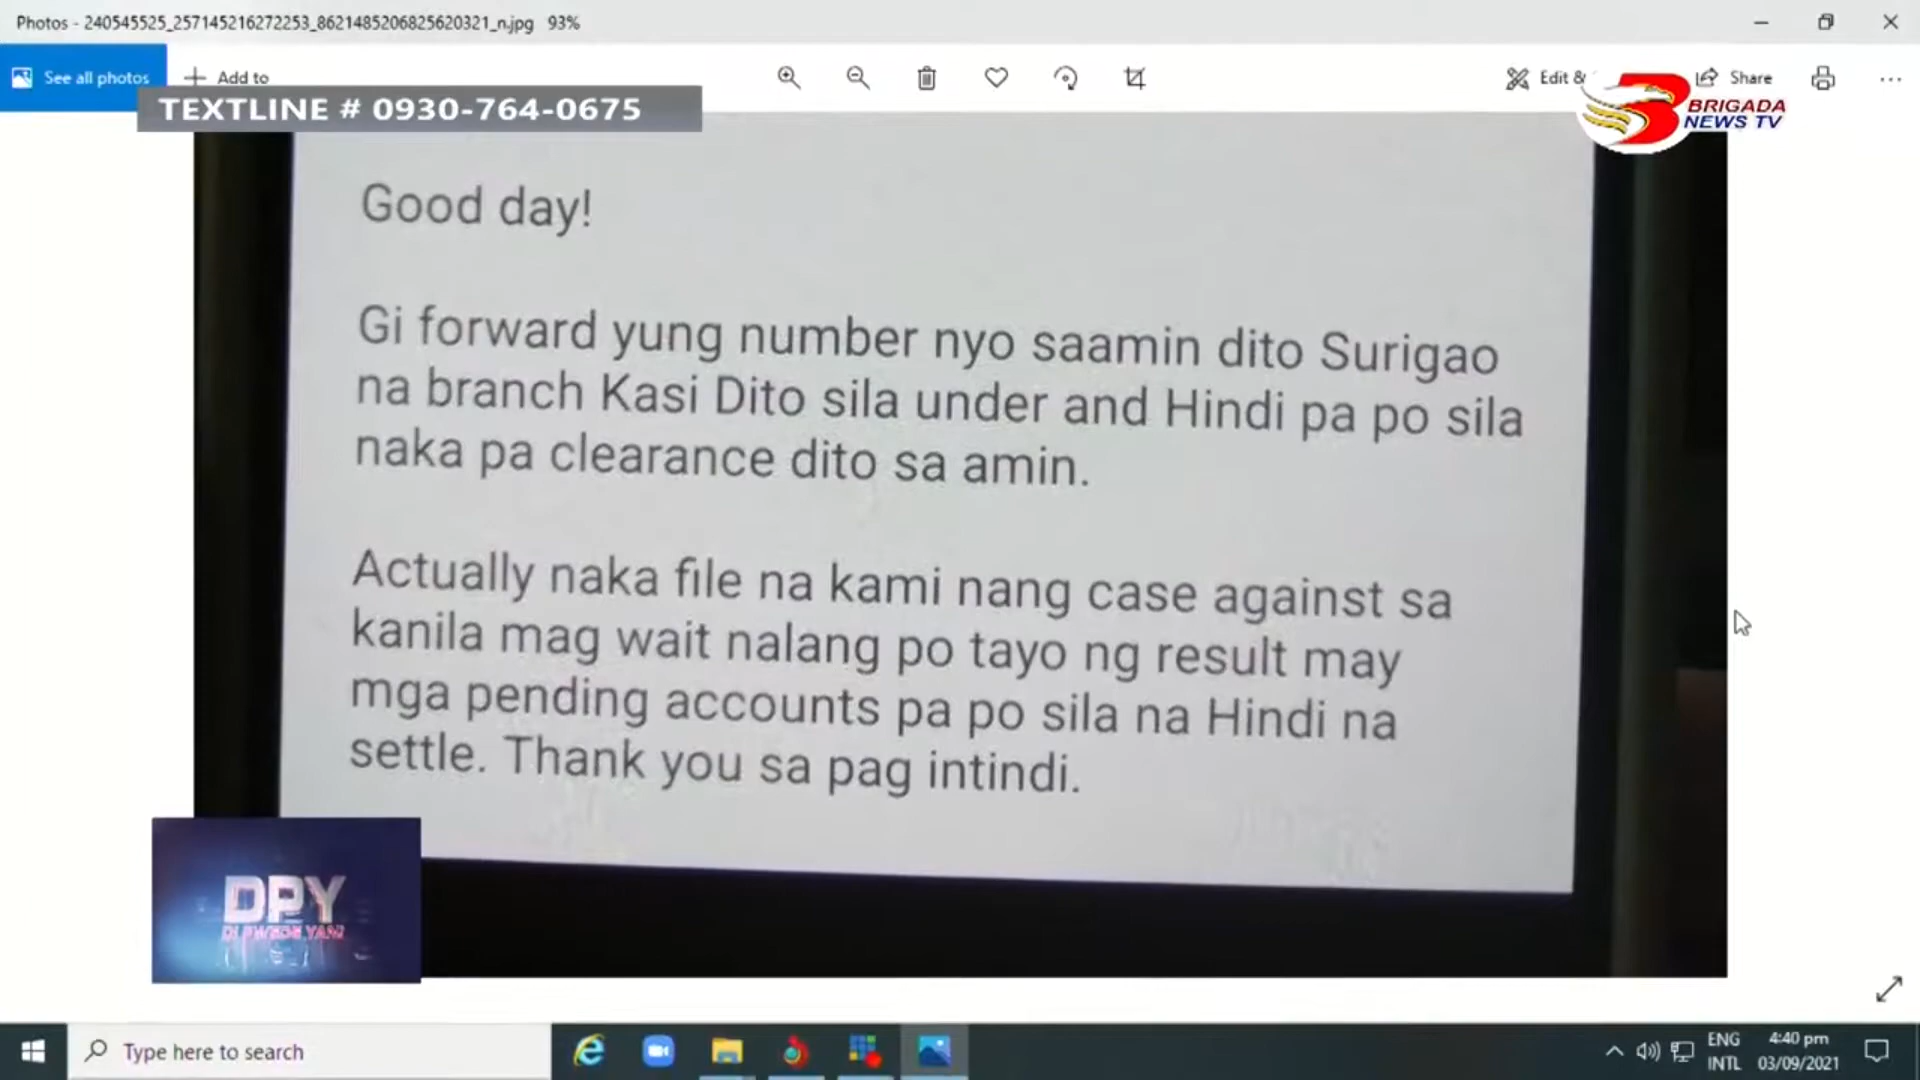 Photos - 240545525_257145216272253_8621485206825620321_n.jpg 93%
See all photos
Add to
Edit &
Share
TEXTLINE # 0930-764-0675
BRIGADA
NEWS TV
Good day!
Gi forward yung number nyo saamin dito Surigao
na branch Kasi Dito sila under and Hindi pa po sila
naka pa clearance dito sa amin.
Actually naka file na kami nang case against sa
kanila mag wait nalang po tayo ng result may
mga pending accounts pa po sila na Hindi na
settle. Thank you sa pag intindi.
DPY
DI PWEDE YAN!
Type here to search
ENG
INTL
4:40 pm
03/09/2021